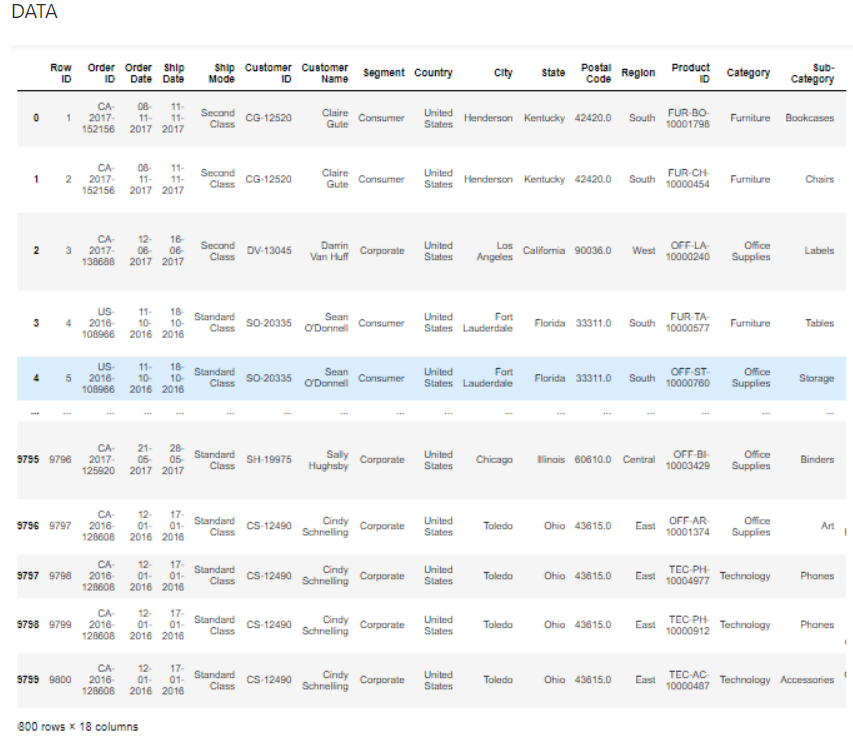 DATA
Row ID Order ID Order Date Ship Date Ship Mode Customer ID Customer Name Segment Country City State Postal Code Region Product ID Category Sub-Category
0 1 CA-2017-152156 08-11-2017 11-11-2017 Second Class CG-12520 Claire Gute Consumer United States Henderson Kentucky 42420.0 South FUR-BO-10001798 Furniture Bookcases
1 2 CA-2017-152156 08-11-2017 11-11-2017 Second Class CG-12520 Claire Gute Consumer United States Henderson Kentucky 42420.0 South FUR-CH-10000454 Furniture Chairs
2 3 CA-2017-138688 12-06-2017 16-06-2017 Second Class DV-13045 Darrin Van Huff Corporate United States Los Angeles California 90036.0 West OFF-LA-10000240 Office Supplies Labels
3 4 US-2016-108966 11-10-2016 18-10-2016 Standard Class SO-20335 Sean O'Donnell Consumer United States Fort Lauderdale Florida 33311.0 South FUR-TA-10000577 Furniture Tables
4 5 US-2016-108966 11-10-2016 18-10-2016 Standard Class SO-20335 Sean O'Donnell Consumer United States Fort Lauderdale Florida 33311.0 South OFF-ST-10000760 Office Supplies Storage
... ... ... ... ... ... ... ... ... ... ... ... ... ... ... ... ...
9795 9796 CA-2017-125920 21-05-2017 28-05-2017 Standard Class SH-19975 Sally Hughsby Corporate United States Chicago Illinois 60610.0 Central OFF-BI-10003429 Office Supplies Binders
9796 9797 CA-2016-128608 12-01-2016 17-01-2016 Standard Class CS-12490 Cindy Schnelling Corporate United States Toledo Ohio 43615.0 East OFF-AR-10001374 Office Supplies Art
9797 9798 CA-2016-128608 12-01-2016 17-01-2016 Standard Class CS-12490 Cindy Schnelling Corporate United States Toledo Ohio 43615.0 East TEC-PH-10004977 Technology Phones
9798 9799 CA-2016-128608 12-01-2016 17-01-2016 Standard Class CS-12490 Cindy Schnelling Corporate United States Toledo Ohio 43615.0 East TEC-PH-10000912 Technology Phones
9799 9800 CA-2016-128608 12-01-2016 17-01-2016 Standard Class CS-12490 Cindy Schnelling Corporate United States Toledo Ohio 43615.0 East TEC-AC-10000487 Technology Accessories
800 rows × 18 columns